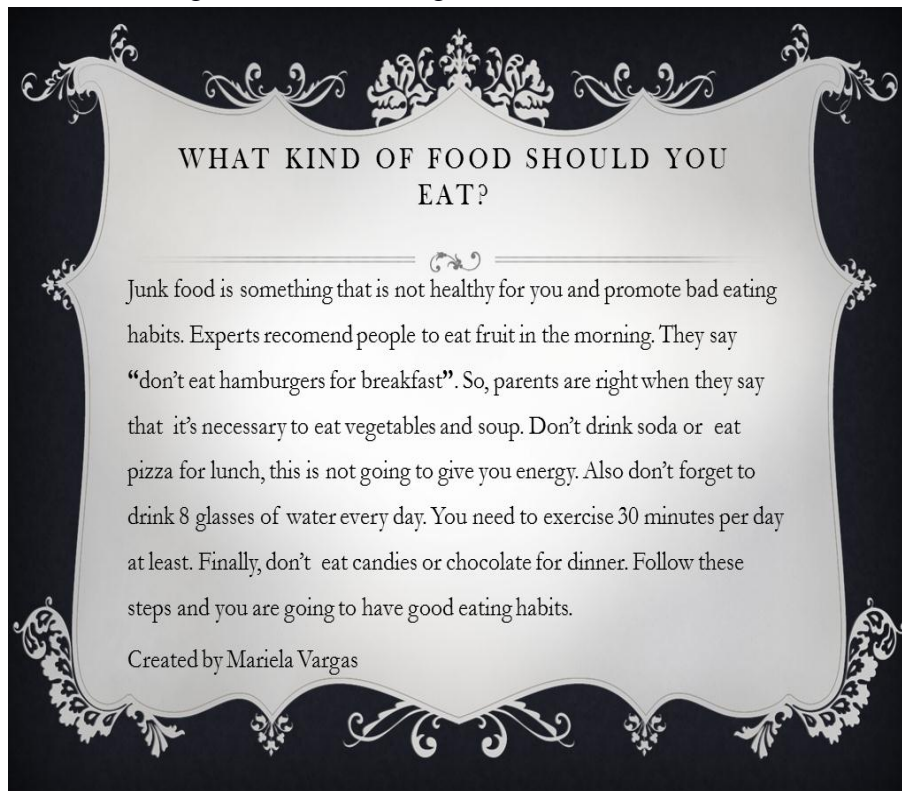 WHAT KIND OF FOOD SHOULD YOU
EAT?
Junk food is something that is not healthy for you and promote bad eating
habits. Experts recomend people to eat fruit in the morning. They say
“don’t eat hamburgers for breakfast”. So, parents are right when they say
that it’s necessary to eat vegetables and soup. Don’t drink soda or eat
pizza for lunch, this is not going to give you energy. Also don’t forget to
drink 8 glasses of water every day. You need to exercise 30 minutes per day
at least. Finally, don’t eat candies or chocolate for dinner. Follow these
steps and you are going to have good eating habits.
Created by Mariela Vargas